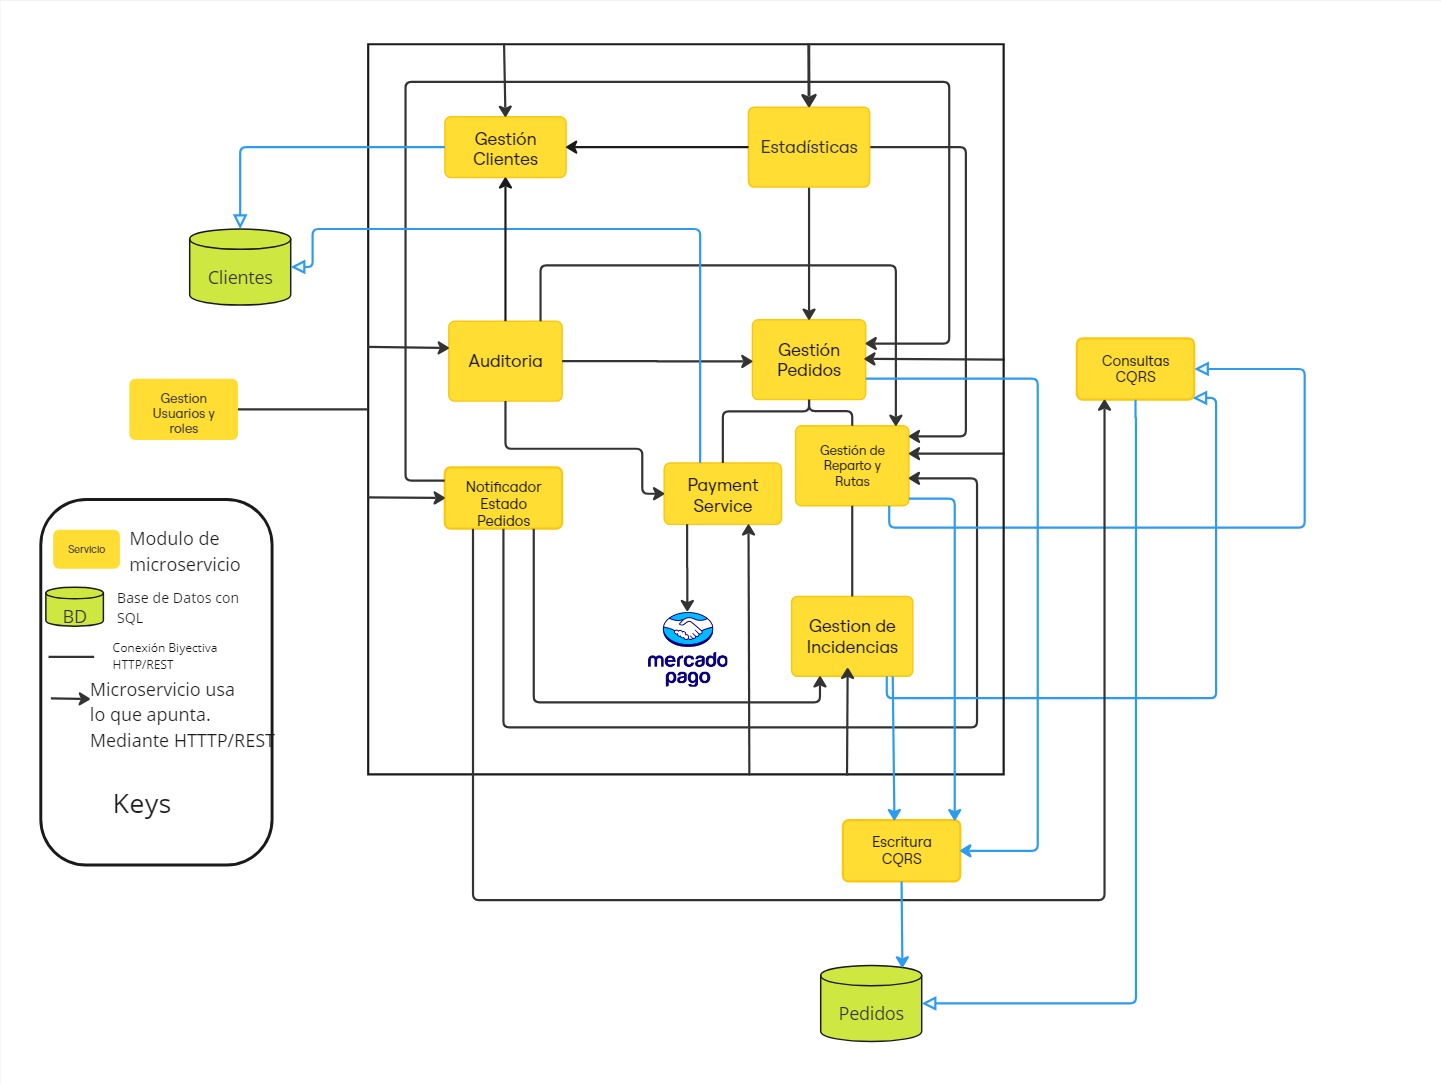 Gestión
Clientes
Estadísticas
Clientes
Auditoria
Gestión
Pedidos
Consultas
CQRS
Gestion
Usuarios y
roles
Gestión de
Reparto y
Rutas
Notificador
Estado
Pedidos
Payment
Service
Servicio
Modulo de
microservicio
BD
Base de Datos con
SQL
Conexión Biyectiva
HTTP/REST
Microservicio usa
lo que apunta.
Mediante HTTTP/REST
Keys
mercado
pago
Gestion de
Incidencias
Escritura
CQRS
Pedidos